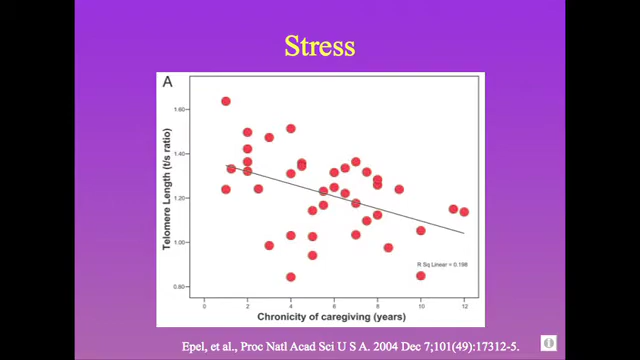 Stress
A
Telomere Length (t/s ratio)
1.60
1.40
1.20
1.00
0.80
R Sq Linear = 0.198
0 2 4 6 8 10 12
Chronicity of caregiving (years)
Epel, et al., Proc Natl Acad Sci U S A. 2004 Dec 7;101(49):17312-5.